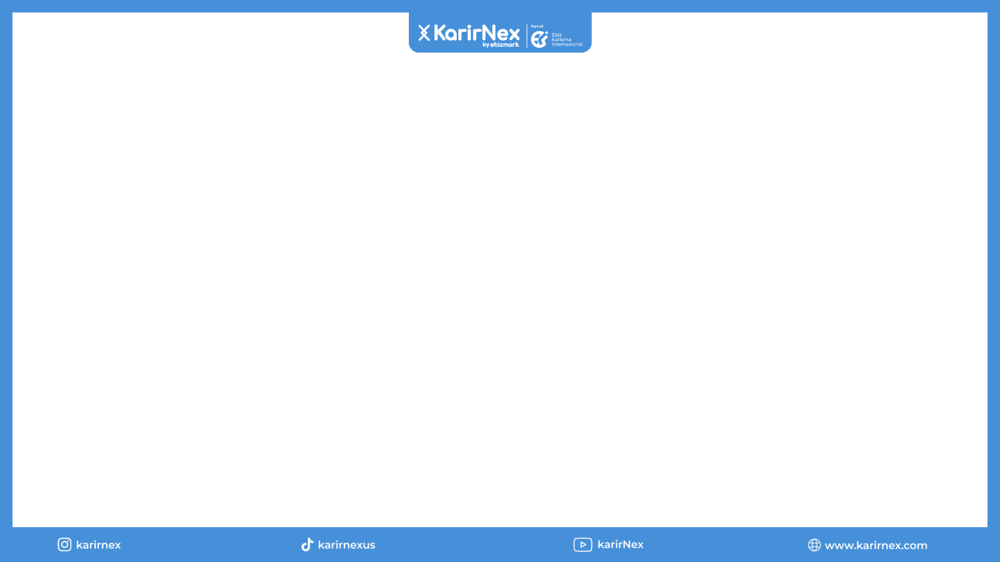 KarirNex
by ebizmark
Part of
Ebiz
Karisma
Internasional
karirnex
karirnexus
karirNex
www.karirnex.com